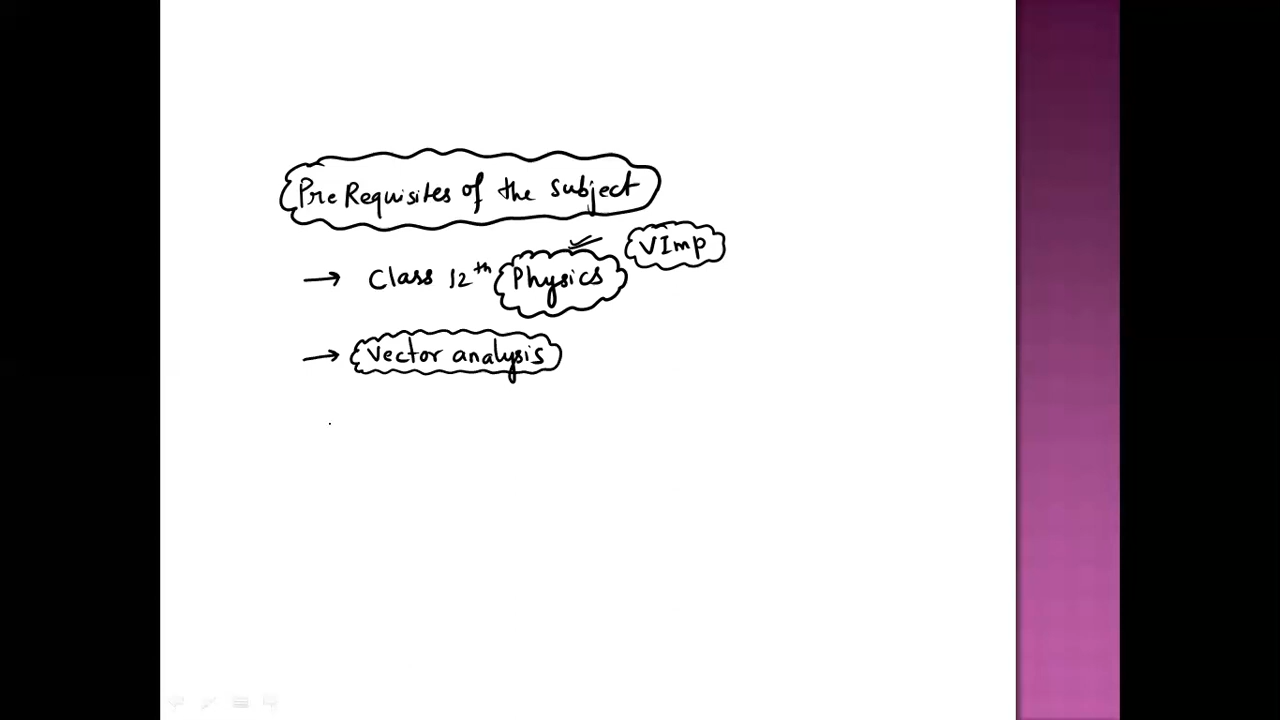 PreRequisites of the subject
VImp
→ Class 12th Physics
→ Vector analysis